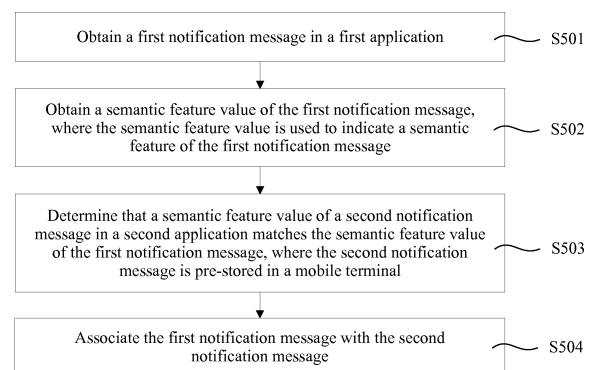 Obtain a first notification message in a first application
S501
Obtain a semantic feature value of the first notification message,
where the semantic feature value is used to indicate a semantic
feature of the first notification message
S502
Determine that a semantic feature value of a second notification
message in a second application matches the semantic feature value
of the first notification message, where the second notification
message is pre-stored in a mobile terminal
S503
Associate the first notification message with the second
notification message
S504